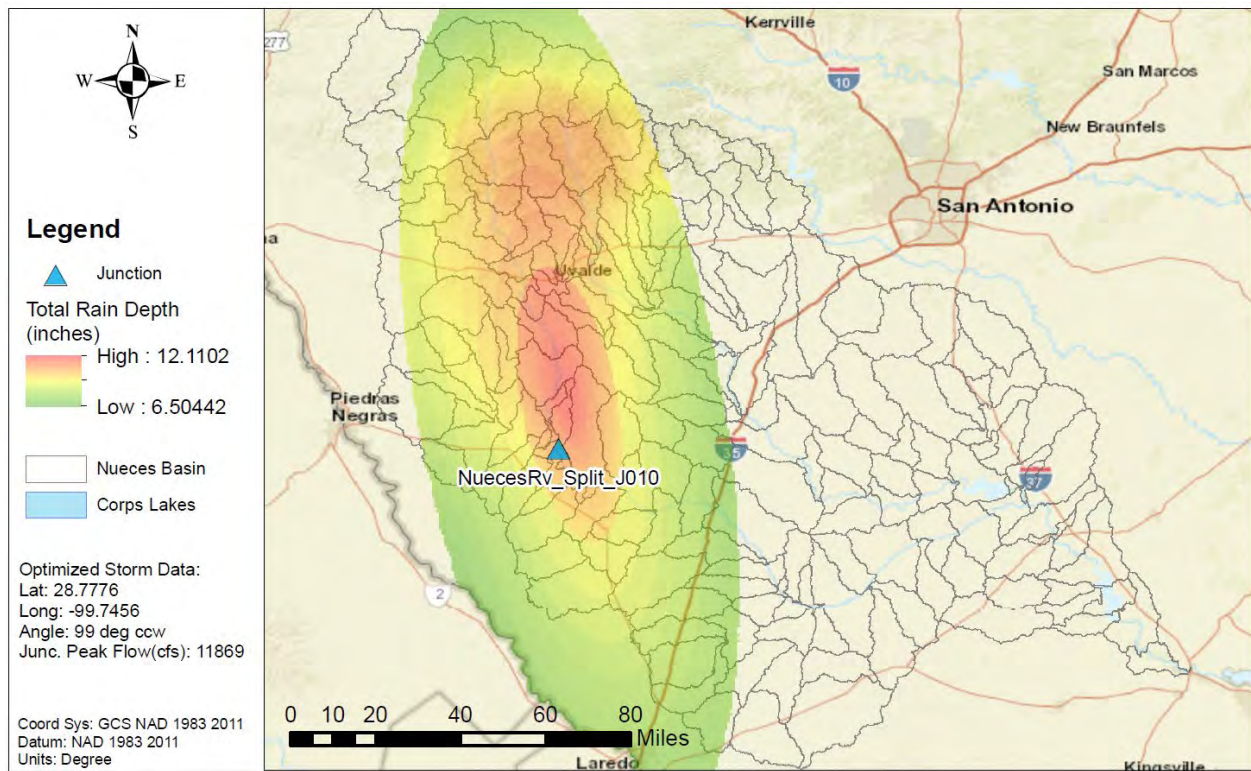 N
W
E
S
Legend
Junction
Total Rain Depth
(inches)
High : 12.1102
Low : 6.50442
Nueces Basin
Corps Lakes
Optimized Storm Data:
Lat: 28.7776
Long: -99.7456
Angle: 99 deg ccw
Junc. Peak Flow(cfs): 11869
Coord Sys: GCS NAD 1983 2011
Datum: NAD 1983 2011
Units: Degree
277
Kerrville
10
San Marcos
New Braunfels
San Antonio
Uvalde
Piedras
Negras
35
NuecesRv_Split_J010
37
2
0 10 20 40 60 80
Miles
Laredo
Kingsville